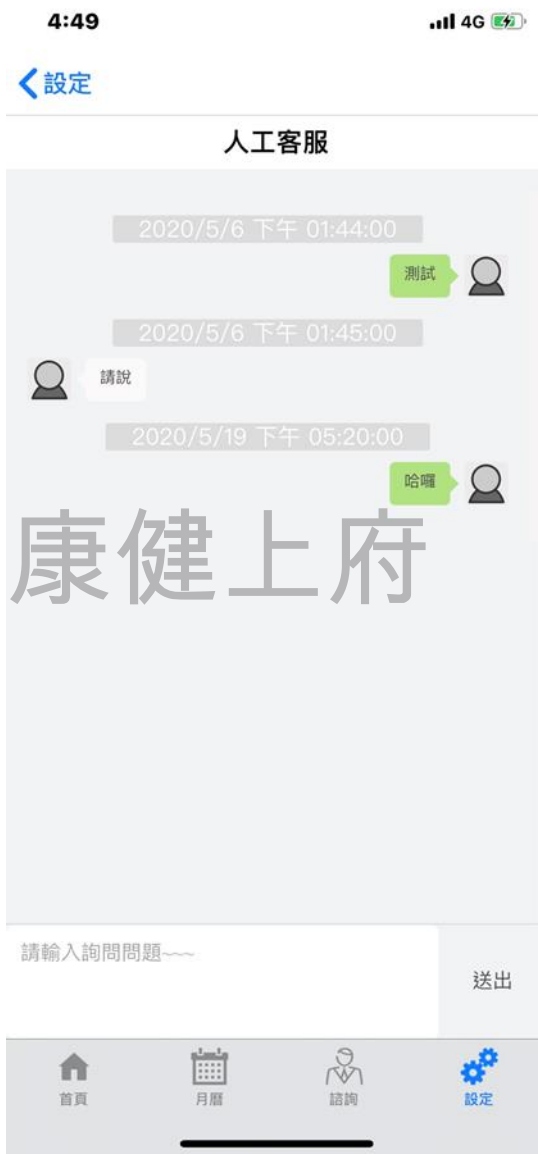 4:49
4G
設定
人工客服
2020/5/6 下午 01:44:00
測試
2020/5/6 下午 01:45:00
請說
2020/5/19 下午 05:20:00
哈囉
康健上府
請輸入詢問問題~~~
送出
首頁
月曆
諮詢
設定